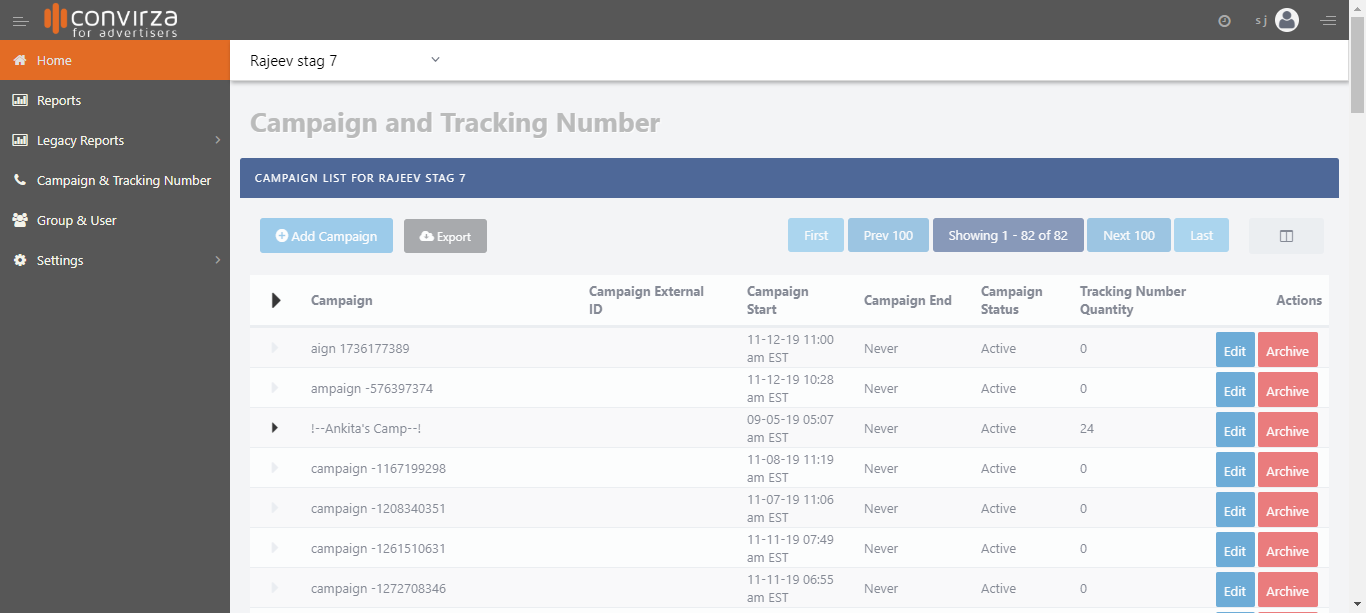 convirza
for advertisers
s j
Home
Rajeev stag 7
Reports
Legacy Reports
Campaign & Tracking Number
Group & User
Settings
Campaign and Tracking Number
CAMPAIGN LIST FOR RAJEEV STAG 7
Add Campaign Export First Prev 100 Showing 1 - 82 of 82 Next 100 Last
Campaign Campaign External ID Campaign Start Campaign End Campaign Status Tracking Number Quantity Actions
aign 1736177389 11-12-19 11:00 am EST Never Active 0 Edit Archive
ampaign -576397374 11-12-19 10:28 am EST Never Active 0 Edit Archive
!--Ankita's Camp--! 09-05-19 05:07 am EST Never Active 24 Edit Archive
campaign -1167199298 11-08-19 11:19 am EST Never Active 0 Edit Archive
campaign -1208340351 11-07-19 11:06 am EST Never Active 0 Edit Archive
campaign -1261510631 11-11-19 07:49 am EST Never Active 0 Edit Archive
campaign -1272708346 11-11-19 06:55 am EST Never Active 0 Edit Archive